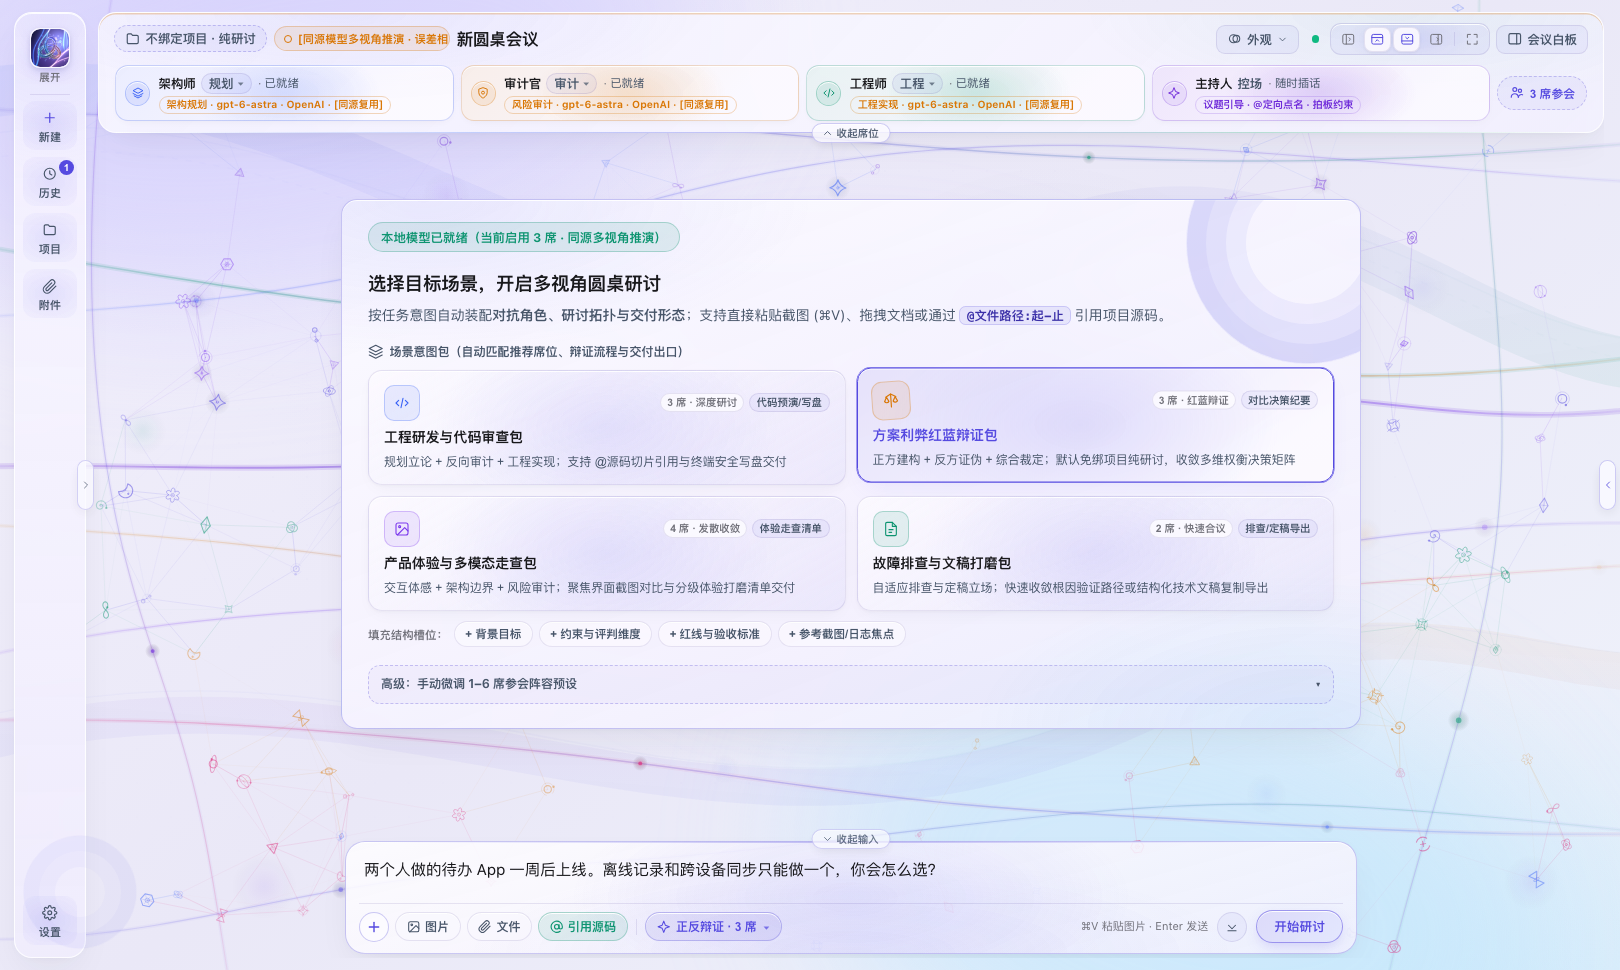 展开
新建
历史 1
项目
附件
设置
不绑定项目 · 纯研讨
[同源模型多视角推演 · 误差相
新圆桌会议
外观
会议白板
架构师 规划 · 已就绪
架构规划 · gpt-6-astra · OpenAI · [同源复用]
审计官 审计 · 已就绪
风险审计 · gpt-6-astra · OpenAI · [同源复用]
工程师 工程 · 已就绪
工程实现 · gpt-6-astra · OpenAI · [同源复用]
主持人 控场 · 随时插话
议题引导 · @定向点名 · 拍板约束
3 席参会
收起席位
本地模型已就绪（当前启用 3 席 · 同源多视角推演）
选择目标场景，开启多视角圆桌研讨
按任务意图自动装配对抗角色、研讨拓扑与交付形态；支持直接粘贴截图 (⌘V)、拖拽文档或通过 @文件路径:起-止 引用项目源码。
场景意图包（自动匹配推荐席位、辩证流程与交付出口）
3 席 · 深度研讨 代码预演/写盘
工程研发与代码审查包
规划立论 + 反向审计 + 工程实现；支持 @源码切片引用与终端安全写盘交付
3 席 · 红蓝辩证 对比决策纪要
方案利弊红蓝辩证包
正方建构 + 反方证伪 + 综合裁定；默认免绑项目纯研讨，收敛多维权衡决策矩阵
4 席 · 发散收敛 体验走查清单
产品体验与多模态走查包
交互体感 + 架构边界 + 风险审计；聚焦界面截图对比与分级体验打磨清单交付
2 席 · 快速合议 排查/定稿导出
故障排查与文稿打磨包
自适应排查与定稿立场；快速收敛根因验证路径或结构化技术文稿复制导出
填充结构槽位： + 背景目标 + 约束与评判维度 + 红线与验收标准 + 参考截图/日志焦点
高级：手动微调 1–6 席参会阵容预设
收起输入
两个人做的待办 App 一周后上线。离线记录和跨设备同步只能做一个，你会怎么选？
图片 文件 引用源码 正反辩证 · 3 席
⌘V 粘贴图片 · Enter 发送
开始研讨